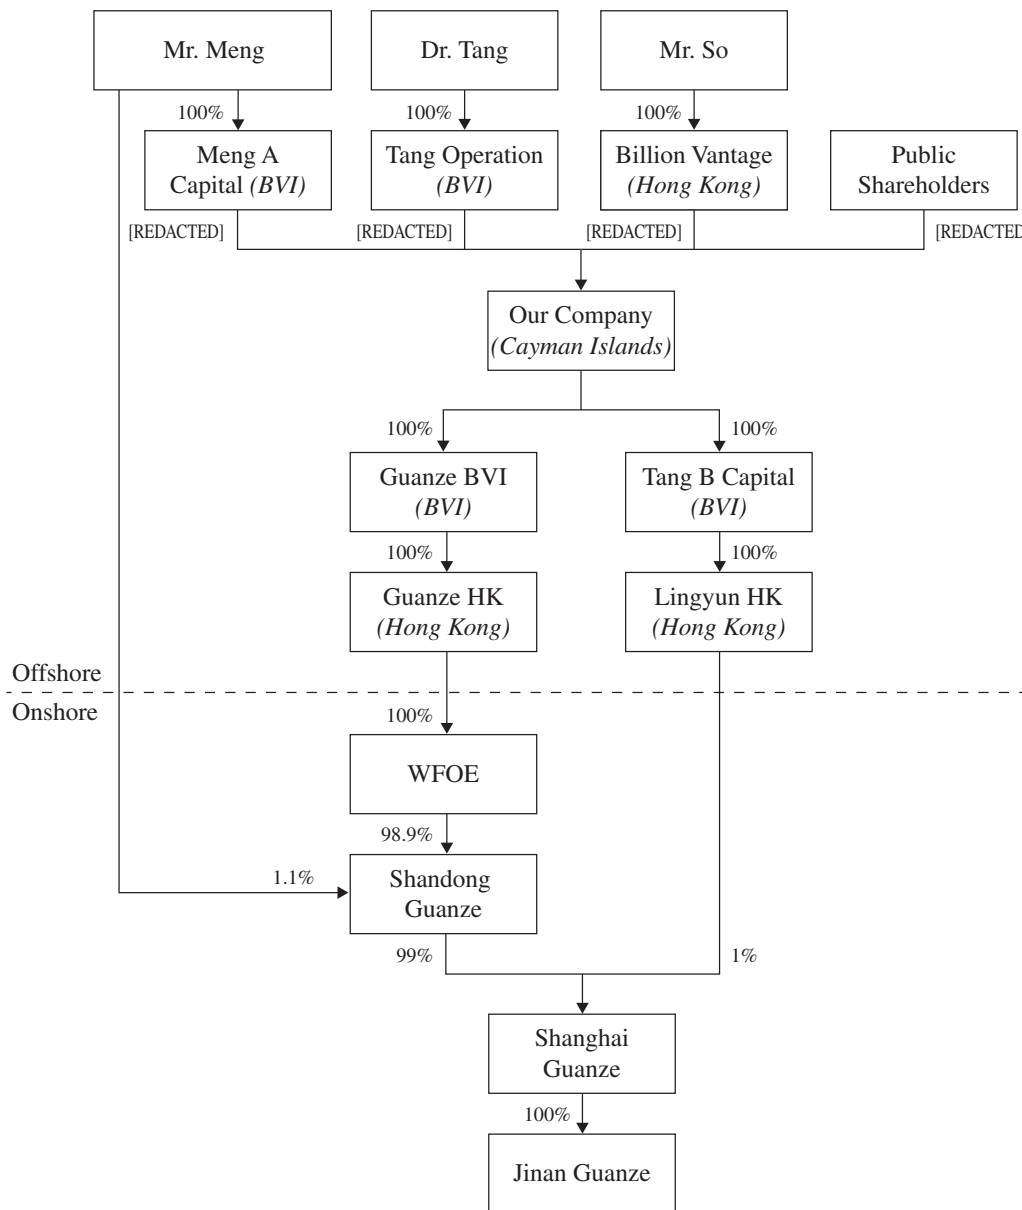 Mr. Meng
Dr. Tang
Mr. So
100%
100%
100%
Meng A
Capital (BVI)
Tang Operation
(BVI)
Billion Vantage
(Hong Kong)
Public
Shareholders
[REDACTED]
[REDACTED]
[REDACTED]
[REDACTED
Our Company
(Cayman Islands)
100%
100%
Guanze BVI
(BVI)
Tang B Capital
(BVI)
100%
100%
Guanze HK
(Hong Kong)
Lingyun HK
(Hong Kong)
Offshore
Onshore
100%
WFOE
98.9%
1.1%
Shandong
Guanze
99%
1%
Shanghai
Guanze
100%
Jinan Guanze